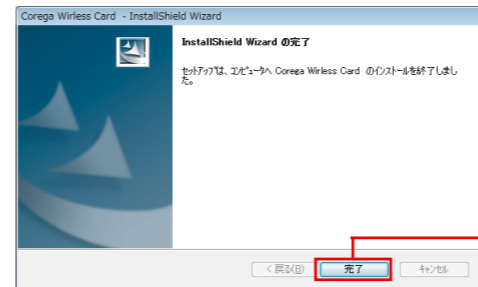 Corega Wirless Card - InstallShield Wizard
InstallShield Wizard の完了
セットアップは、コンピュータへ Corega Wirless Card のインストールを終了しまし
た。
< 戻る(B) 完了 キャンセル